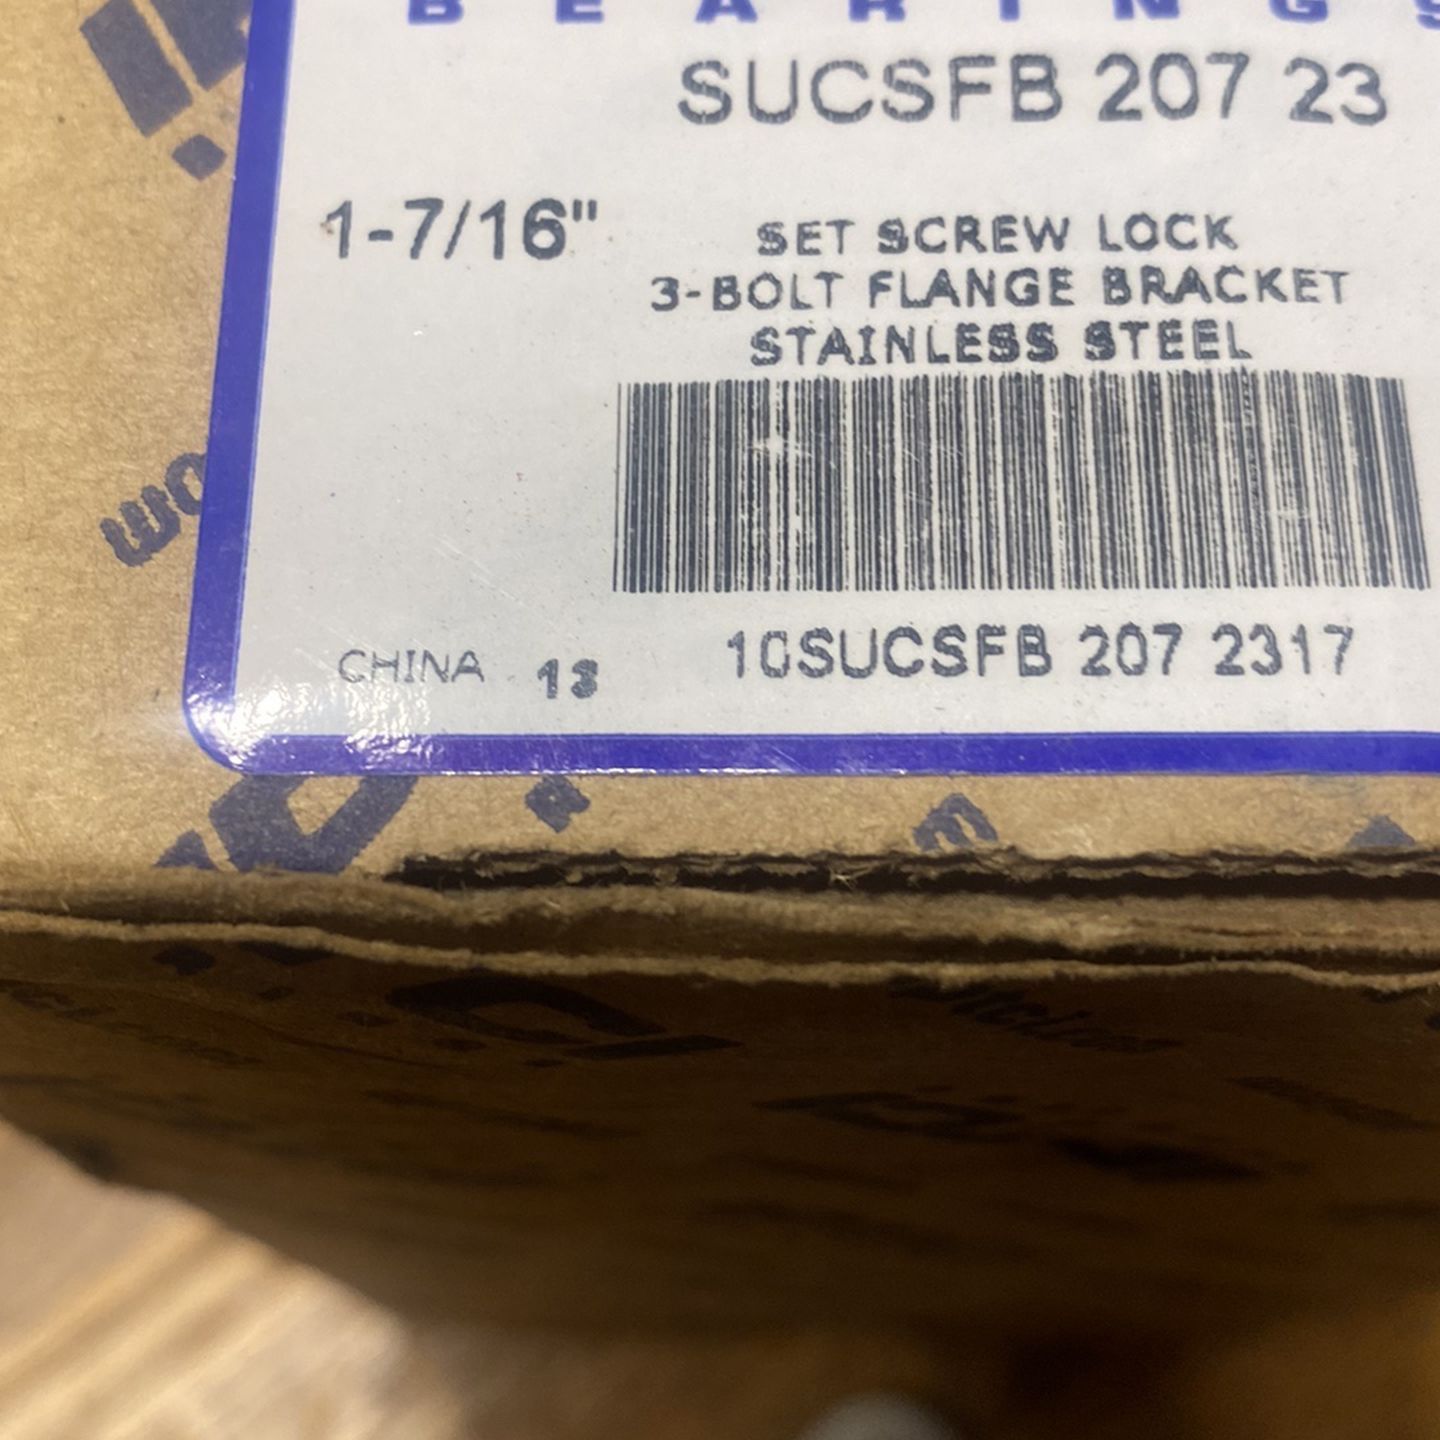 BEARINGS
SUCSFB 207 23
1-7/16"
SET SCREW LOCK
3-BOLT FLANGE BRACKET
STAINLESS STEEL
10SUCSFB 207 2317
CHINA 13